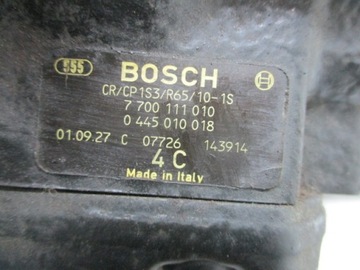 555 BOSCH
CR/CP1S3/R65/10-1S
7 700 111 010
0 445 010 018
01.09.27 C 07726 143914
4 C
Made in Italy